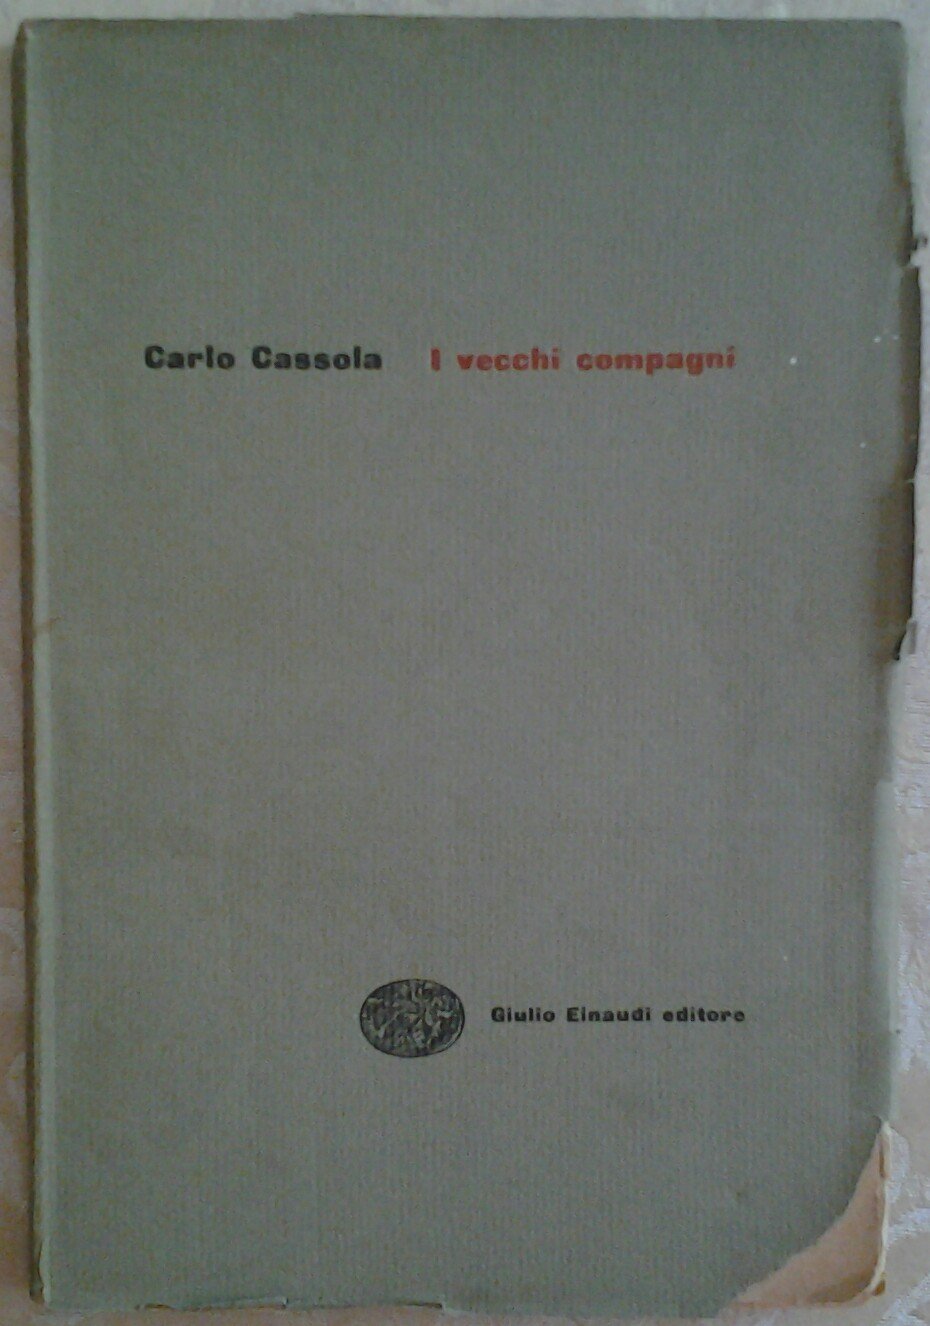 Carlo Cassola I vecchi compagni
Giulio Einaudi editore